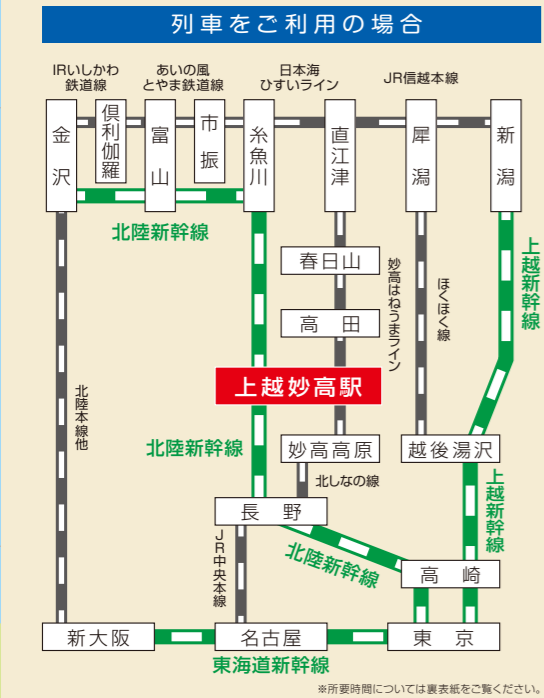 列車をご利用の場合
IRいしかわ
鉄道線
あいの風
とやま鉄道線
日本海
ひすいライン
JR信越本線
金沢
倶利伽羅
富山
市振
糸魚川
直江津
犀潟
新潟
北陸新幹線
上越新幹線
春日山
妙高はねうまライン
ほくほく線
高田
上越妙高駅
北陸本線他
北陸新幹線
妙高高原
越後湯沢
北しなの線
上越新幹線
長野
JR中央本線
北陸新幹線
高崎
新大阪
名古屋
東京
東海道新幹線
※所要時間については裏表紙をご覧ください。